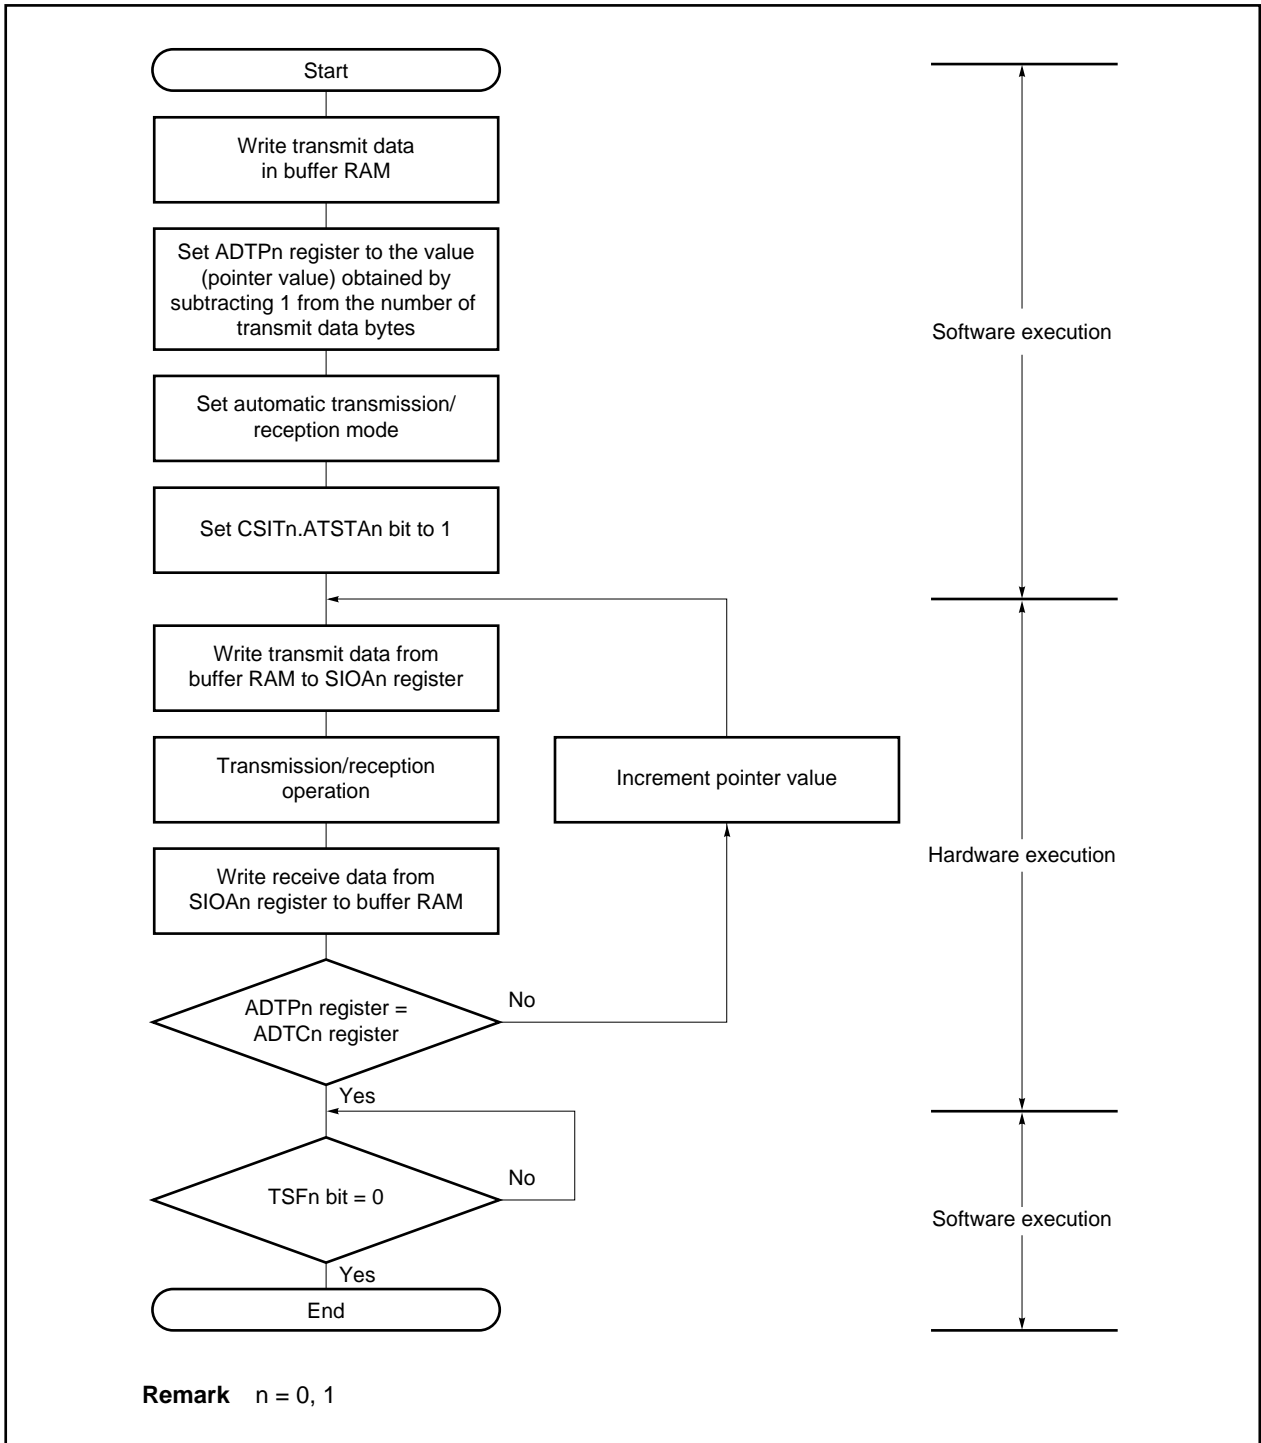 Start
Write transmit data
in buffer RAM
Set ADTPn register to the value
(pointer value) obtained by
subtracting 1 from the number of
transmit data bytes
Software execution
Set automatic transmission/
reception mode
Set CSITn.ATSTAn bit to 1
Write transmit data from
buffer RAM to SIOAn register
Transmission/reception
operation
Increment pointer value
Hardware execution
Write receive data from
SIOAn register to buffer RAM
ADTPn register =
ADTCn register
No
Yes
TSFn bit = 0
No
Software execution
Yes
End
Remark n = 0, 1